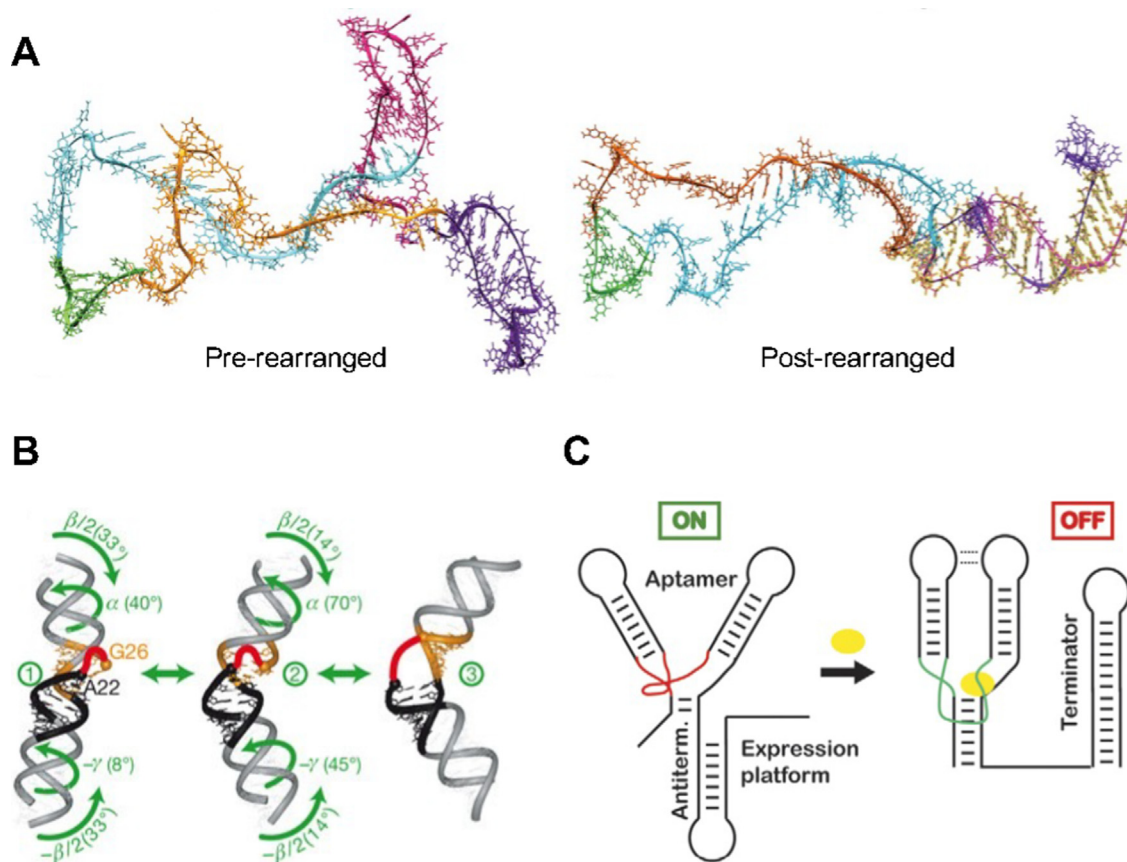 A
Pre-rearranged
Post-rearranged
B
β/2(33°)
α (40°)
G26
1
A22
-γ (8°)
-β/2(33°)
β/2(14°)
α (70°)
2
-γ (45°)
-β/2(14°)
3
C
ON
Aptamer
Antiterm.
Expression
platform
OFF
Terminator